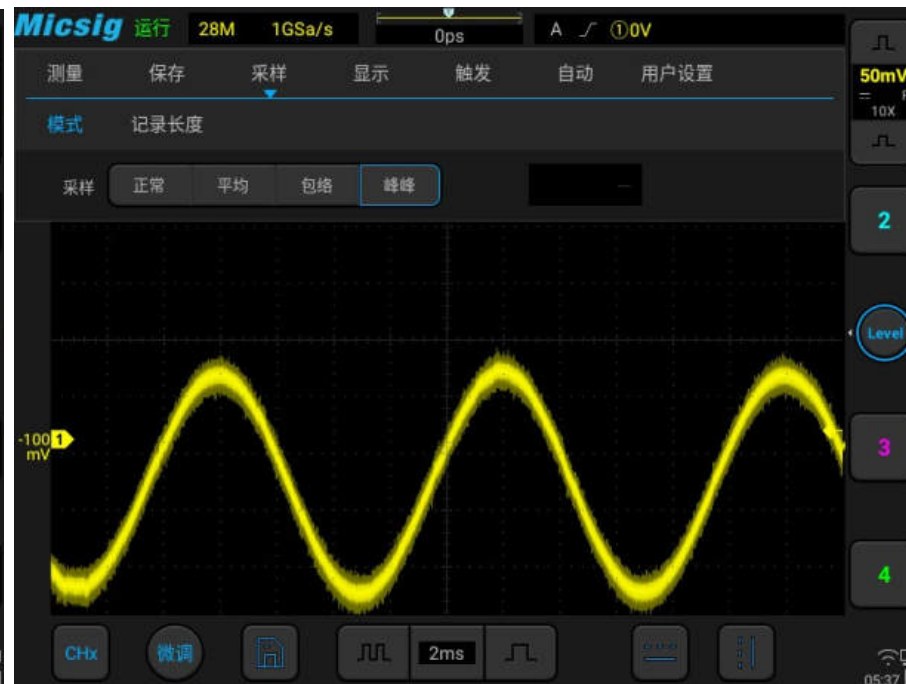 Micsig 运行 28M 1GSa/s 0ps A ①0V
测量 保存 采样 显示 触发 自动 用户设置
模式 记录长度
采样 正常 平均 包络 峰峰
50mV
10X
2
Level
-100 1
mV
3
4
CHx 微调 2ms
05:37